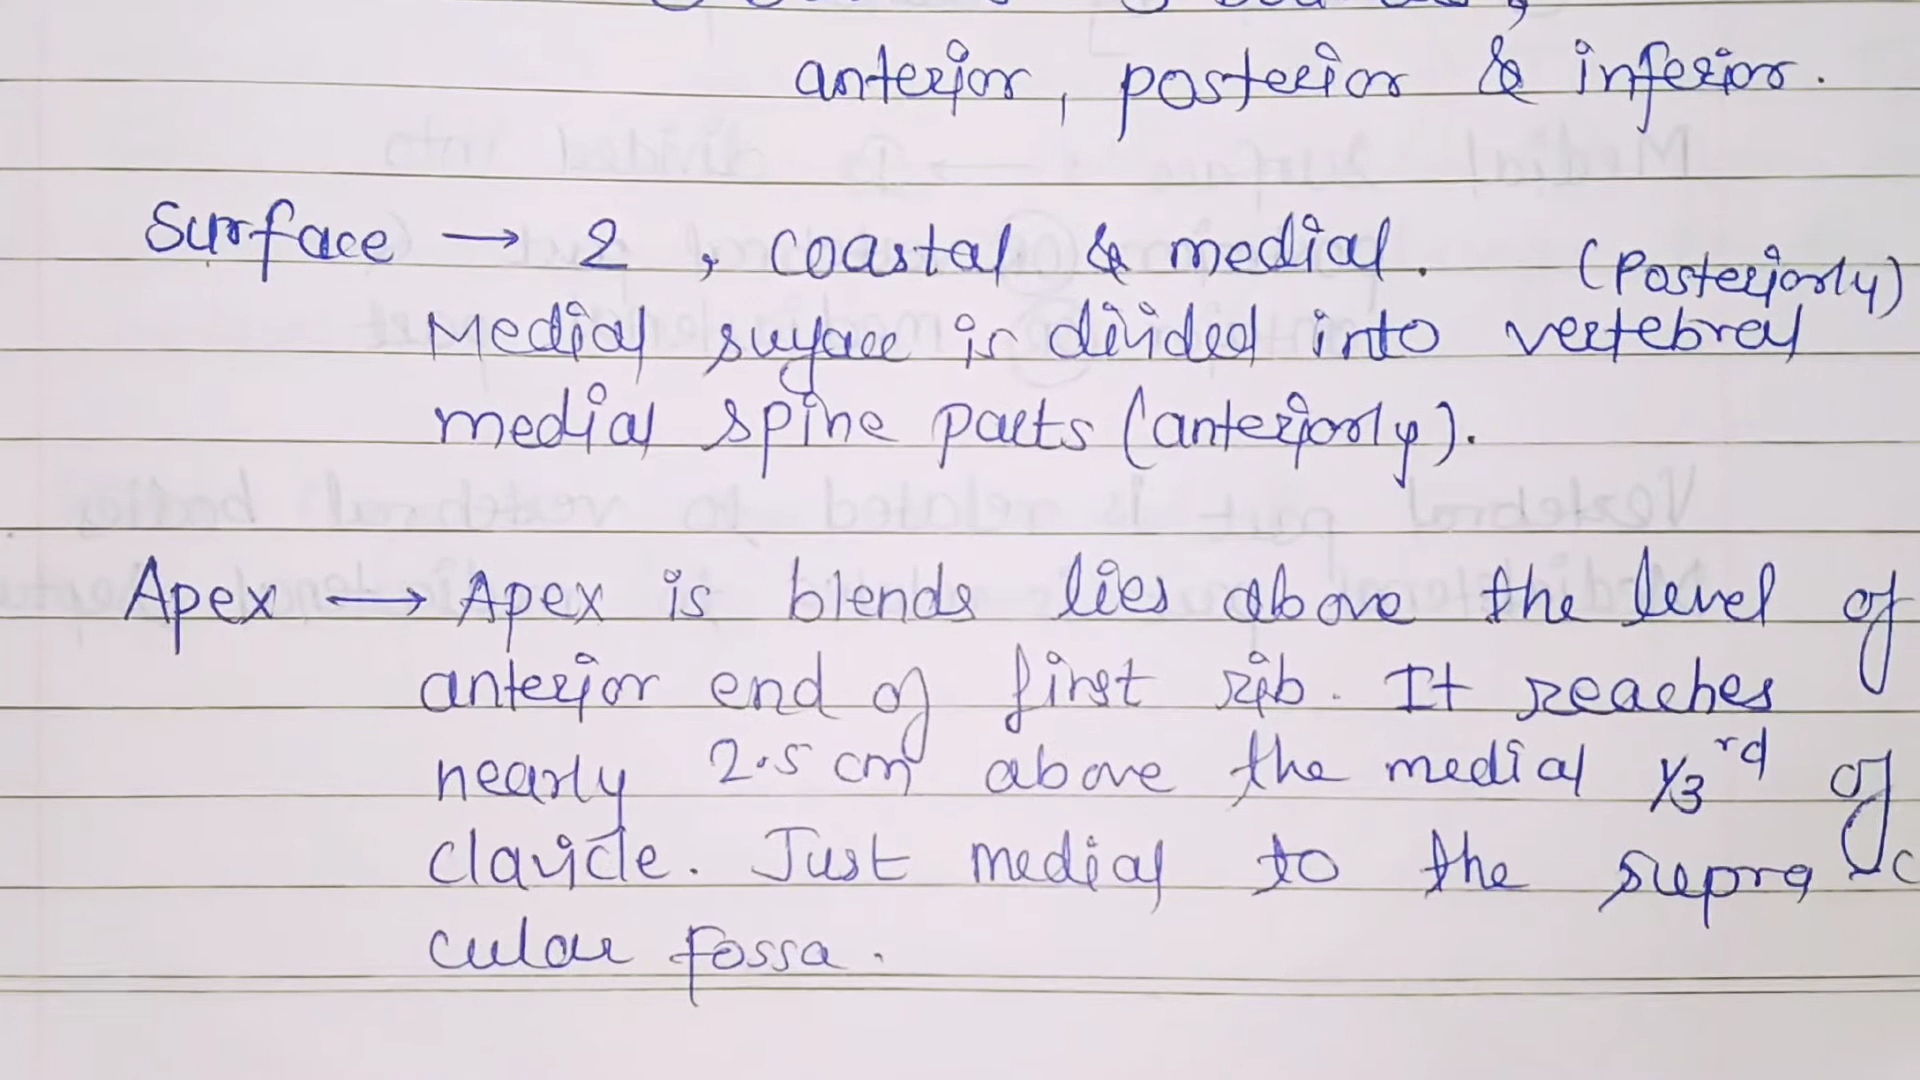 anterior, posterior & inferior.
Surface → 2, coastal & medial. (Posteriorly)
Medial surface is divided into vertebral
medial spine parts (anteriorly).
Apex → Apex is blends lies above the level of
anterior end of first rib. It reaches
nearly 2.5 cm above the medial 1/3rd of
clavicle. Just medial to the supra c
cular fossa.